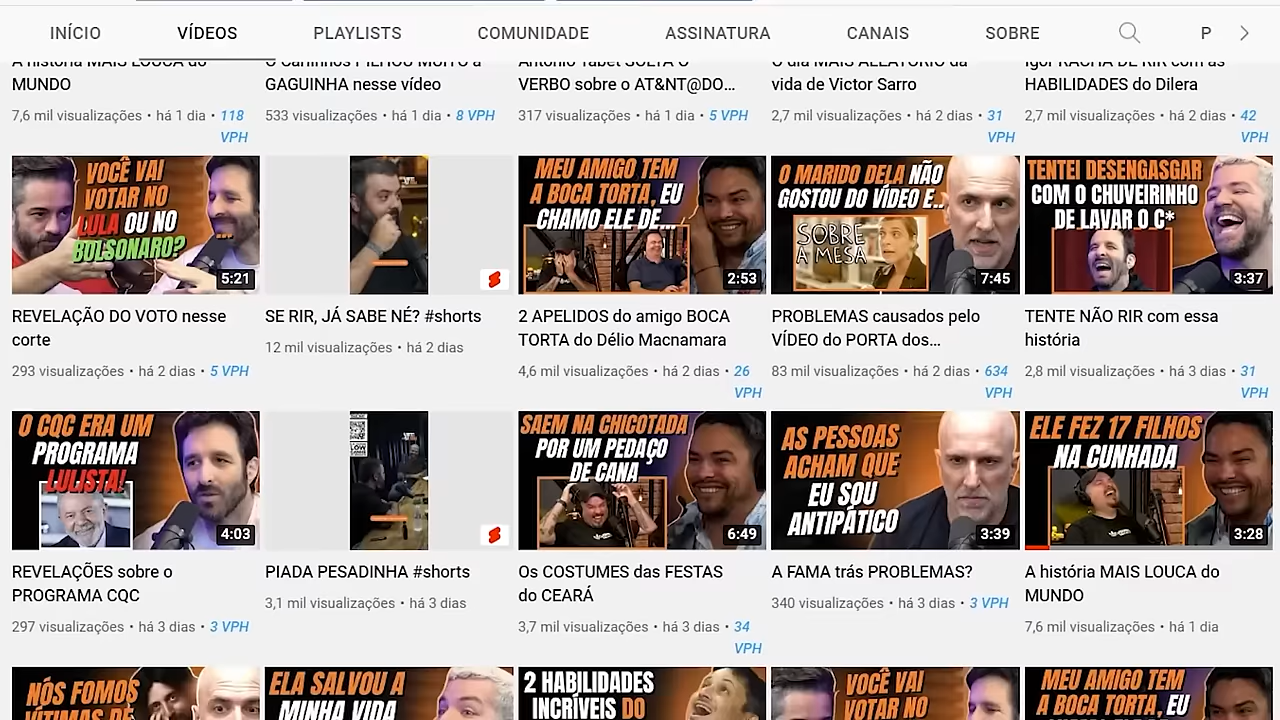 INÍCIO VÍDEOS PLAYLISTS COMUNIDADE ASSINATURA CANAIS SOBRE P
A história MAIS LOUCA do
MUNDO
7,6 mil visualizações • há 1 dia • 118
VPH
GAGUINHA nesse vídeo
533 visualizações • há 1 dia • 8 VPH
Antonio Tabet SOLTA O
VERBO sobre o AT&NT@DO…
317 visualizações • há 1 dia • 5 VPH
O dia MAIS ALEATÓRIO da
vida de Victor Sarro
2,7 mil visualizações • há 2 dias • 31
VPH
Igor RACHA DE RIR com as
HABILIDADES do Dilera
2,7 mil visualizações • há 2 dias • 42
VPH
VOCÊ VAI
VOTAR NO
LULA OU NO
BOLSONARO?
5:21
REVELAÇÃO DO VOTO nesse
corte
293 visualizações • há 2 dias • 5 VPH
SE RIR, JÁ SABE NÉ? #shorts
12 mil visualizações • há 2 dias
MEU AMIGO TEM
A BOCA TORTA, EU
CHAMO ELE DE...
2:53
2 APELIDOS do amigo BOCA
TORTA do Délio Macnamara
4,6 mil visualizações • há 2 dias • 26
VPH
O MARIDO DELA NÃO
GOSTOU DO VÍDEO E..
SOBRE
A MESA
7:45
PROBLEMAS causados pelo
VÍDEO do PORTA dos…
83 mil visualizações • há 2 dias • 634
VPH
TENTEI DESENGASGAR
COM O CHUVEIRINHO
DE LAVAR O C*
3:37
TENTE NÃO RIR com essa
história
2,8 mil visualizações • há 3 dias • 31
VPH
O CQC ERA UM
PROGRAMA
LULISTA!
4:03
REVELAÇÕES sobre o
PROGRAMA CQC
297 visualizações • há 3 dias • 3 VPH
PIADA PESADINHA #shorts
3,1 mil visualizações • há 3 dias
SAEM NA CHICOTADA
POR UM PEDAÇO
DE CANA
6:49
Os COSTUMES das FESTAS
do CEARÁ
3,7 mil visualizações • há 3 dias • 34
VPH
AS PESSOAS
ACHAM QUE
EU SOU
ANTIPÁTICO
3:39
A FAMA trás PROBLEMAS?
340 visualizações • há 3 dias • 3 VPH
ELE FEZ 17 FILHOS
NA CUNHADA
3:28
A história MAIS LOUCA do
MUNDO
7,6 mil visualizações • há 1 dia
NÓS FOMOS
VÍTIMAS DE
ELA SALVOU A
MINHA VIDA
2 HABILIDADES
INCRÍVEIS DO
VOCÊ VAI
VOTAR NO
MEU AMIGO TEM
A BOCA TORTA, EU